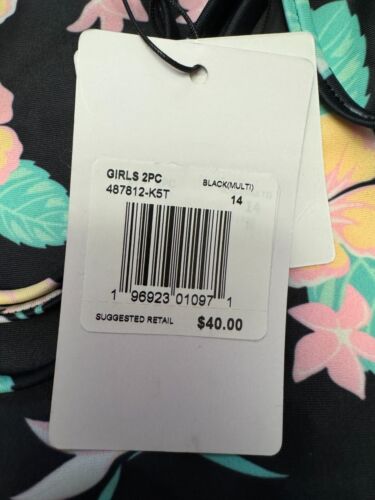 GIRLS 2PC
487812-K5T BLACK(MULTI)
14
1 96923 01097 1
SUGGESTED RETAIL $40.00